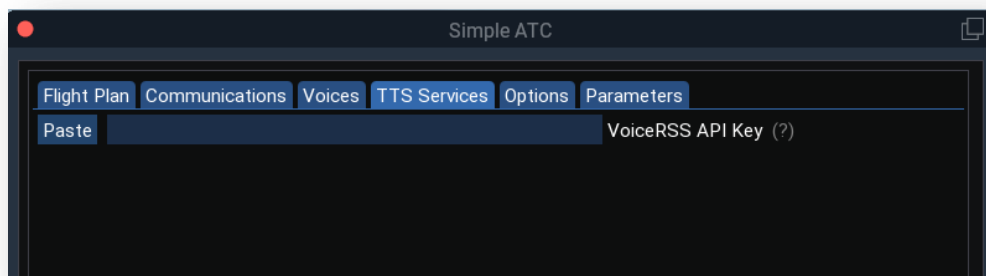 Simple ATC
Flight Plan Communications Voices TTS Services Options Parameters
Paste VoiceRSS API Key (?)